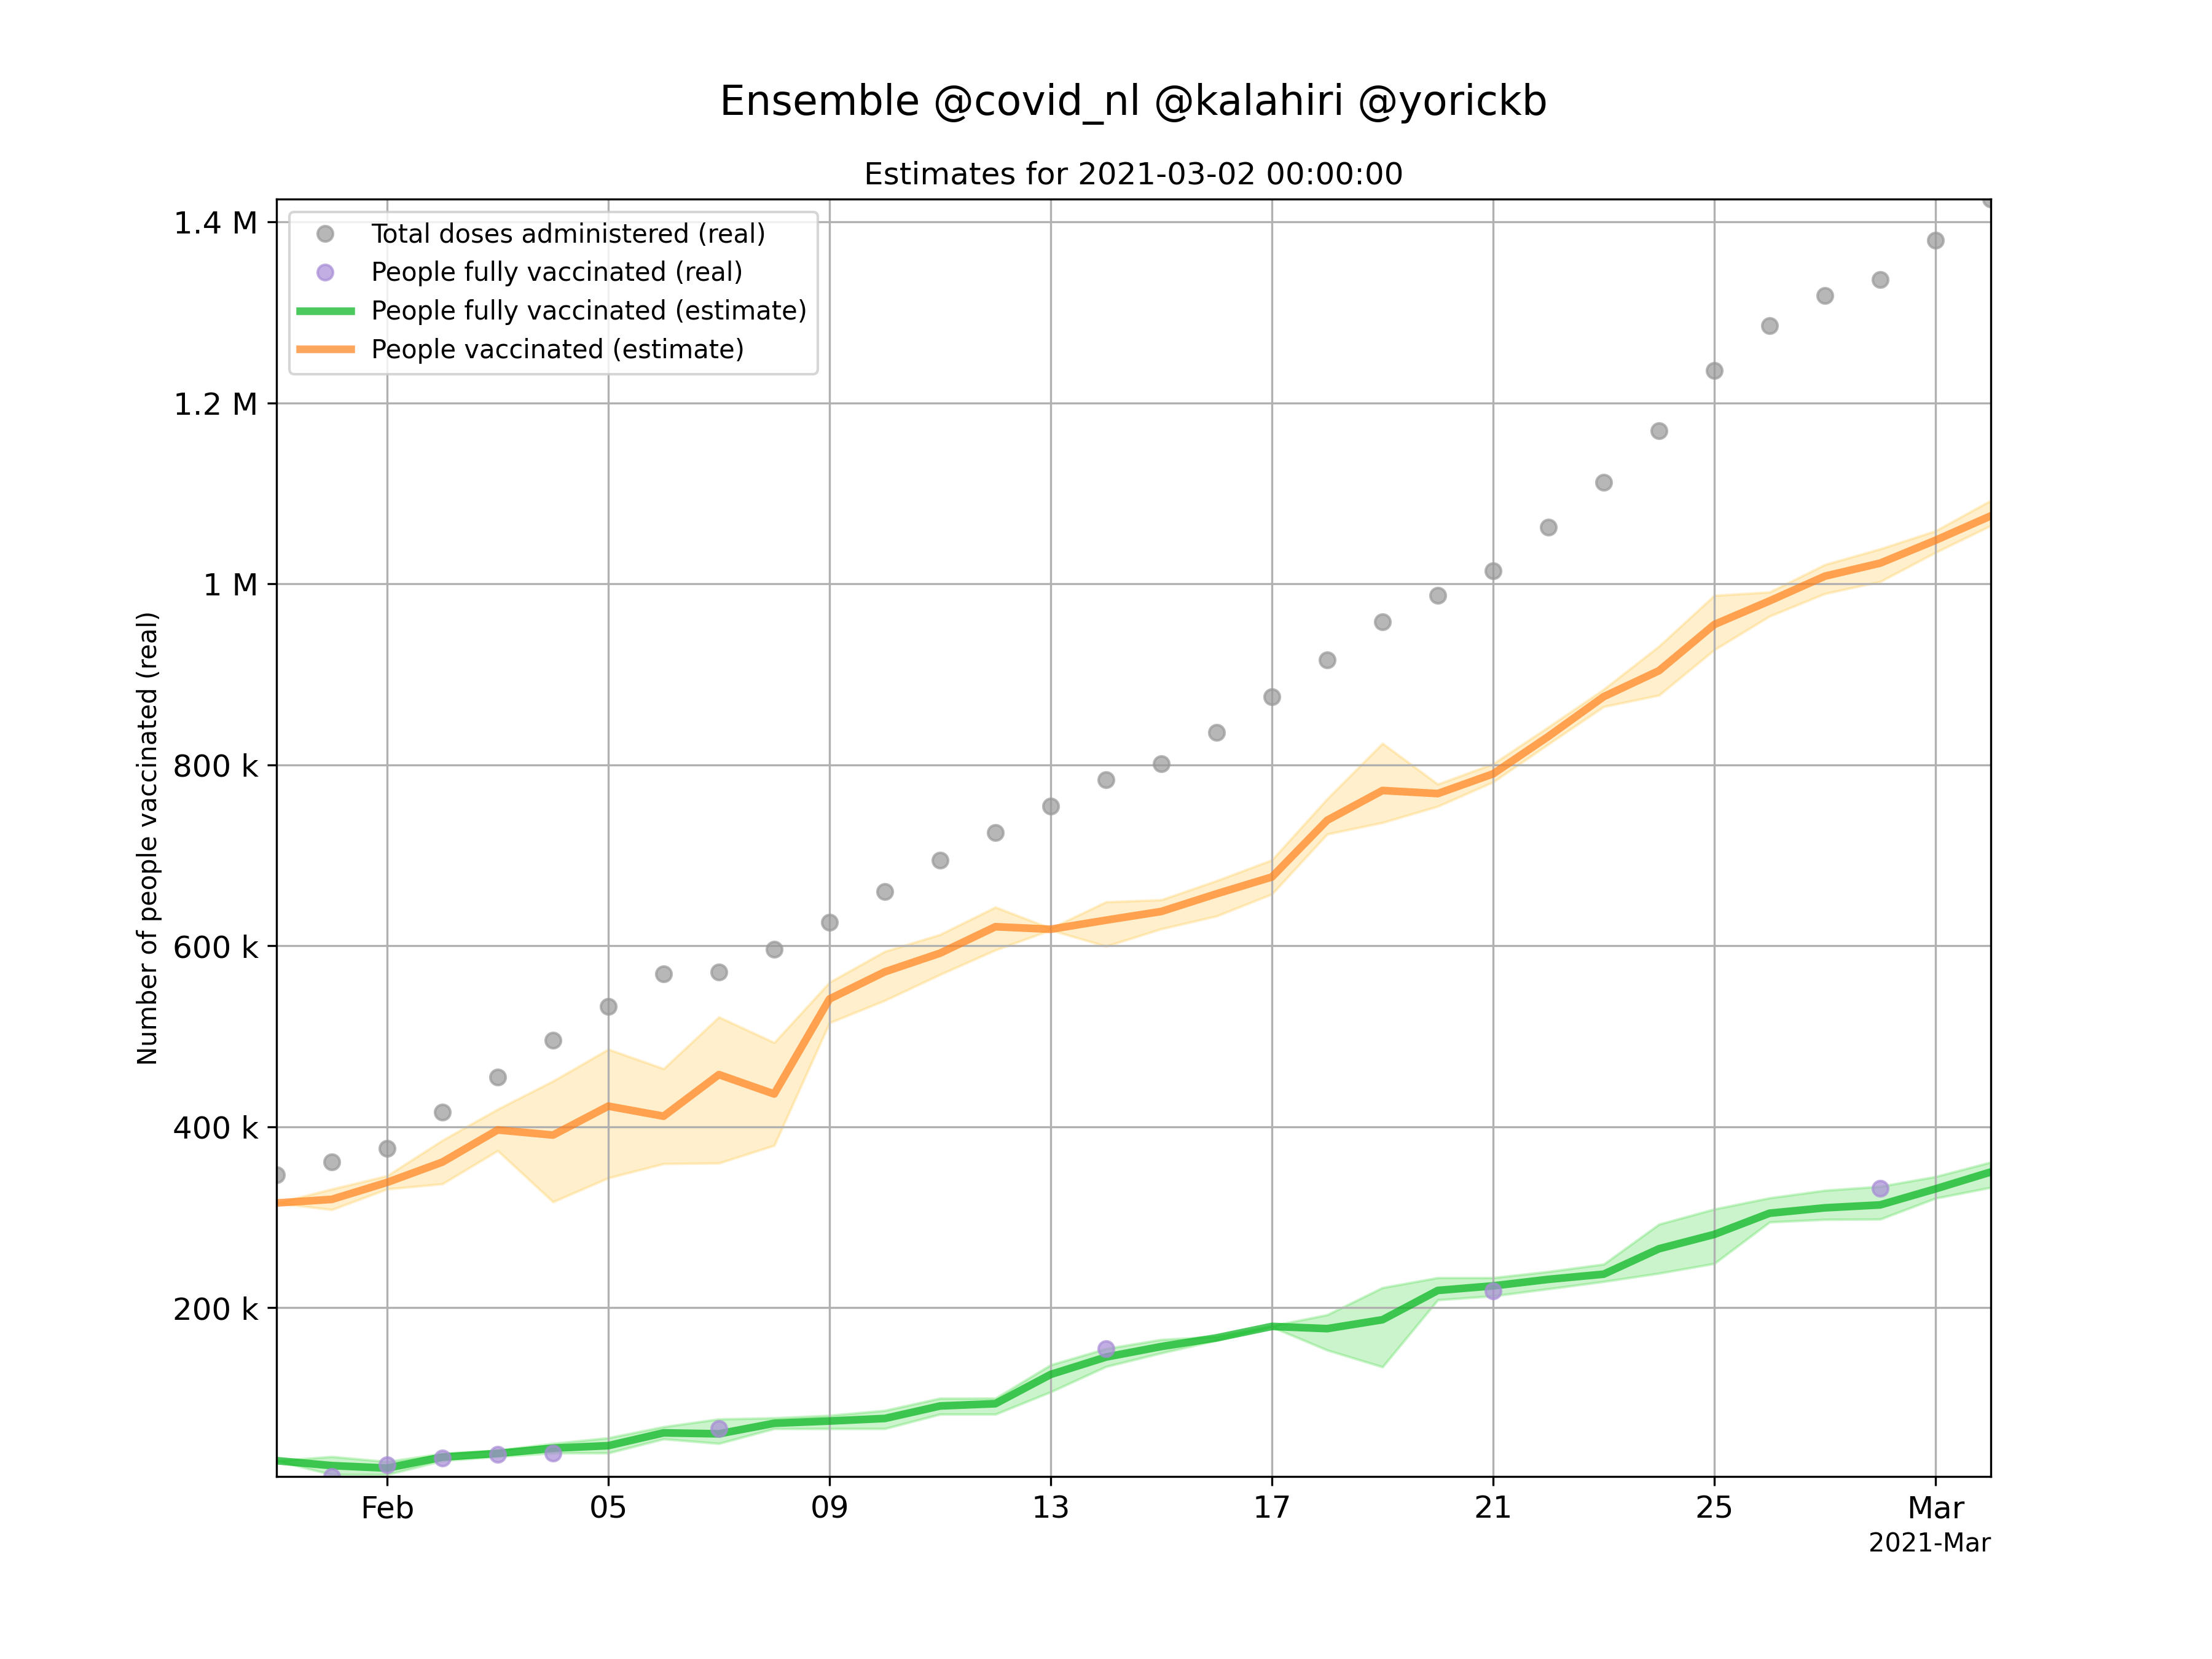 Ensemble @covid_nl @kalahiri @yorickb
Estimates for 2021-03-02 00:00:00
Total doses administered (real)
People fully vaccinated (real)
People fully vaccinated (estimate)
People vaccinated (estimate)
Number of people vaccinated (real)
1.4 M
1.2 M
1 M
800 k
600 k
400 k
200 k
Feb 05 09 13 17 21 25 Mar
2021-Mar